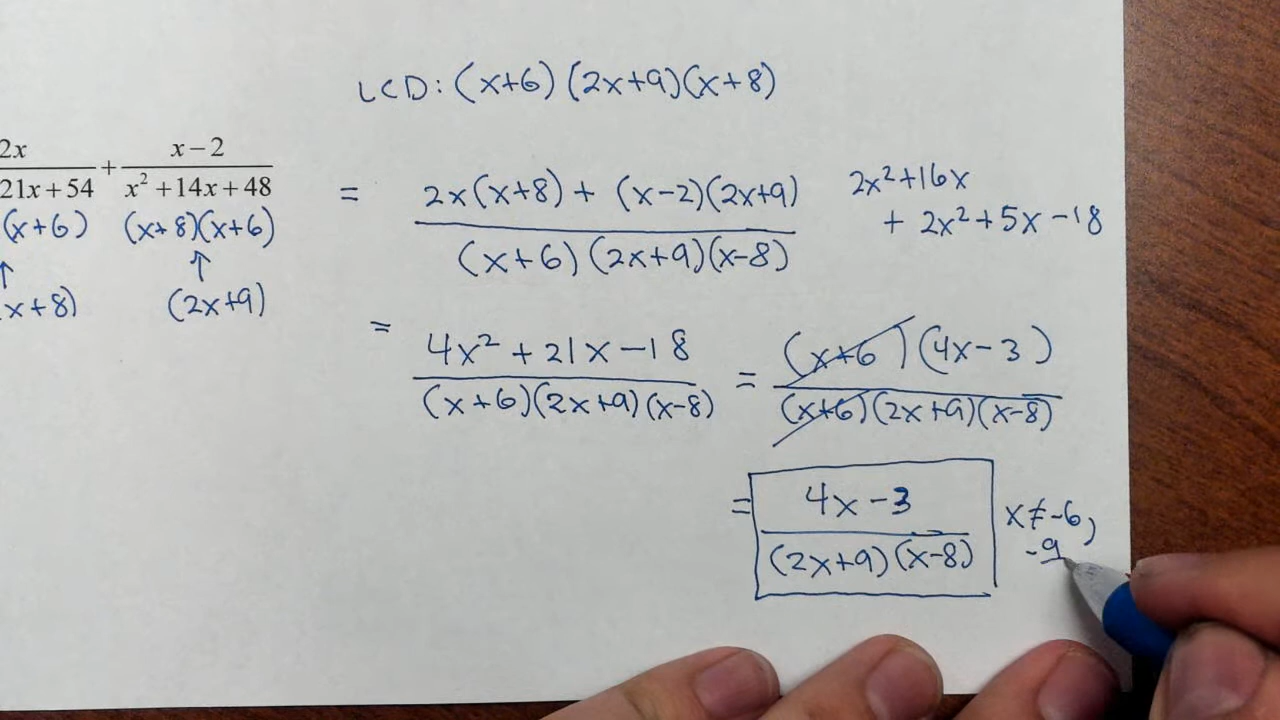 LCD: (x+6)(2x+9)(x+8)
2x/21x+54 + x−2/x²+14x+48
(x+6) (x+8)(x+6)
↑ ↑
x+8) (2x+9)
= 2x(x+8) + (x−2)(2x+9)/(x+6)(2x+9)(x−8)
2x²+16x
+ 2x²+5x−18
= 4x²+21x−18/(x+6)(2x+9)(x−8) = (x+6)(4x−3)/(x+6)(2x+9)(x−8)
= 4x−3/(2x+9)(x−8) x≠−6,
−9